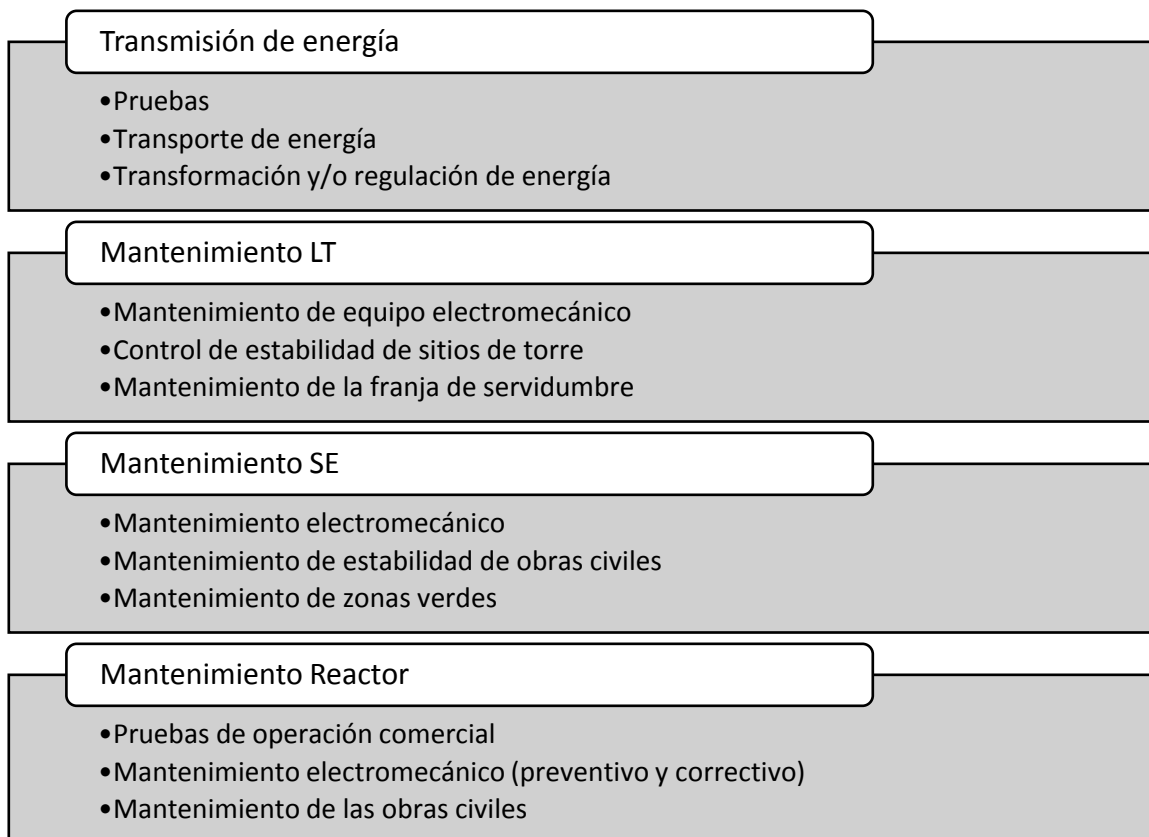 Transmisión de energía
•Pruebas
•Transporte de energía
•Transformación y/o regulación de energía
Mantenimiento LT
•Mantenimiento de equipo electromecánico
•Control de estabilidad de sitios de torre
•Mantenimiento de la franja de servidumbre
Mantenimiento SE
•Mantenimiento electromecánico
•Mantenimiento de estabilidad de obras civiles
•Mantenimiento de zonas verdes
Mantenimiento Reactor
•Pruebas de operación comercial
•Mantenimiento electromecánico (preventivo y correctivo)
•Mantenimiento de las obras civiles